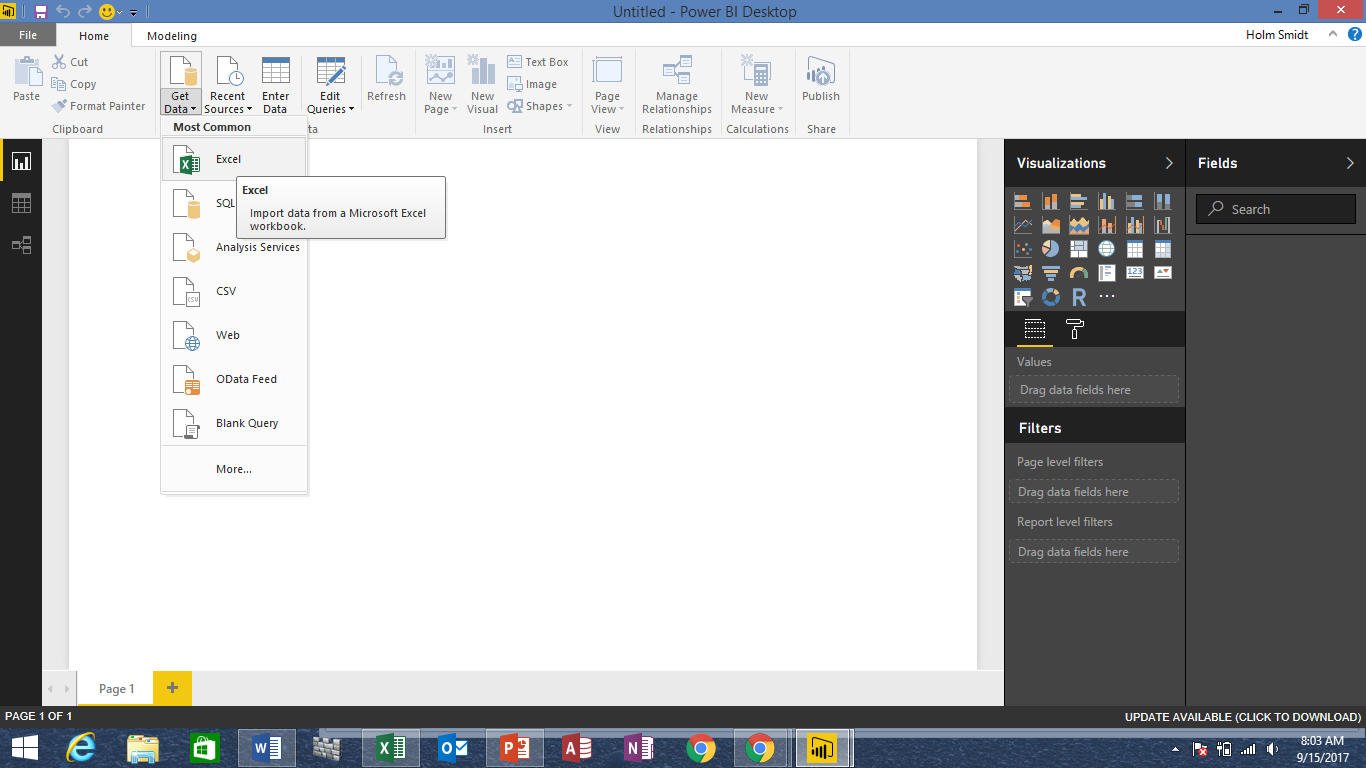 Untitled - Power BI Desktop
File
Home
Modeling
Holm Smidt
Paste
Cut
Copy
Format Painter
Clipboard
Get Data
Recent Sources
Enter Data
Edit Queries
Refresh
New Page
New Visual
Text Box
Image
Shapes
Insert
Page View
View
Manage Relationships
Relationships
New Measure
Calculations
Publish
Share
Most Common
Excel
SQL
Excel
Import data from a Microsoft Excel
workbook.
Analysis Services
CSV
Web
OData Feed
Blank Query
More...
Visualizations
R
123
Values
Drag data fields here
Filters
Page level filters
Drag data fields here
Report level filters
Drag data fields here
Fields
Search
Page 1
PAGE 1 OF 1
UPDATE AVAILABLE (CLICK TO DOWNLOAD)
8:03 AM
9/15/2017